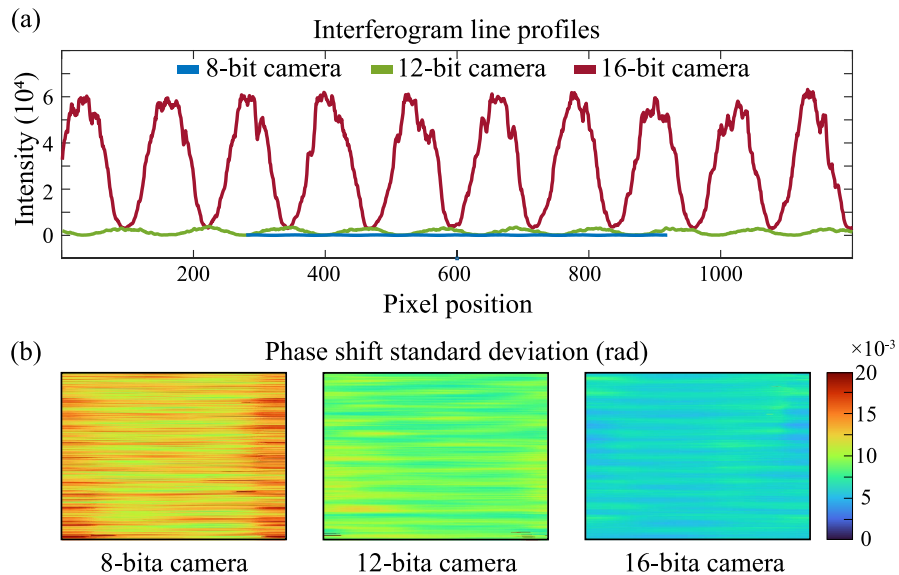 (a)
Interferogram line profiles
8-bit camera 12-bit camera 16-bit camera
Intensity (10⁴)
6
4
2
0
200 400 600 800 1000
Pixel position
(b)
Phase shift standard deviation (rad)
×10⁻³
20
15
10
5
0
8-bita camera 12-bita camera 16-bita camera